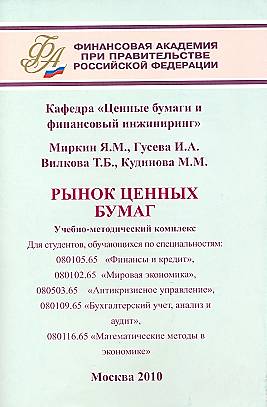 ФА
ФИНАНСОВАЯ АКАДЕМИЯ
ПРИ ПРАВИТЕЛЬСТВЕ
РОССИЙСКОЙ ФЕДЕРАЦИИ
Кафедра «Ценные бумаги и
финансовый инжиниринг»
Миркин Я.М., Гусева И.А.
Вилкова Т.Б., Кудинова М.М.
РЫНОК ЦЕННЫХ
БУМАГ
Учебно-методический комплекс
Для студентов, обучающихся по специальностям:
080105.65 «Финансы и кредит»,
080102.65 «Мировая экономика»,
080503.65 «Антикризисное управление»,
080109.65 «Бухгалтерский учет, анализ и
аудит»,
080116.65 «Математические методы в
экономике»
Москва 2010